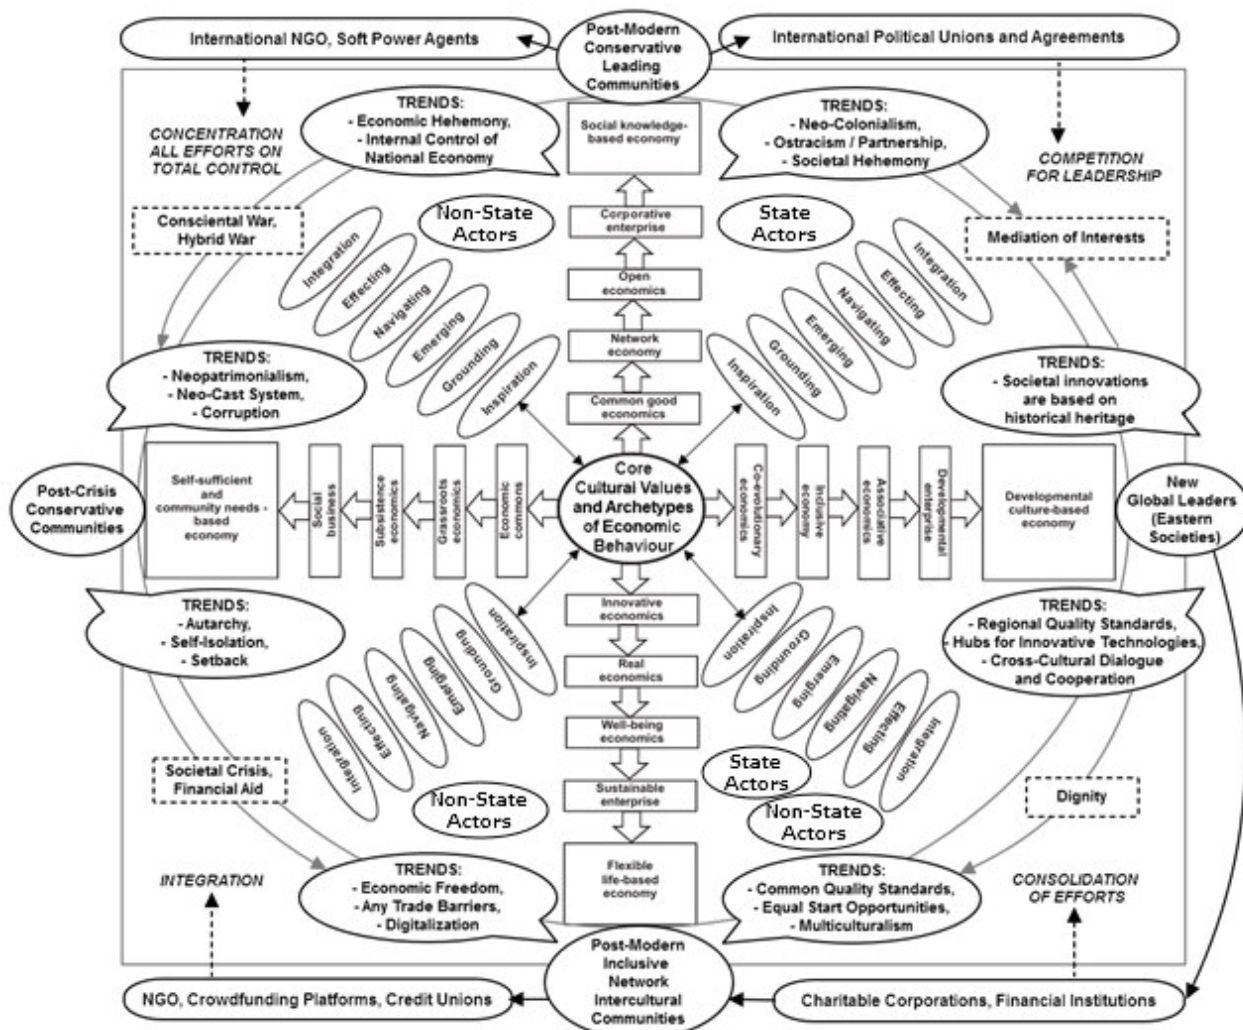 International NGO, Soft Power Agents
Post-Modern
Conservative
Leading
Communities
International Political Unions and Agreements
CONCENTRATION
ALL EFFORTS ON
TOTAL CONTROL
TRENDS:
- Economic Hehemony,
- Internal Control of
National Economy
Social knowledge-
based economy
TRENDS:
- Neo-Colonialism,
- Ostracism / Partnership,
- Societal Hehemony
COMPETITION
FOR LEADERSHIP
Consciental War,
Hybrid War
Non-State
Actors
Corporative
enterprise
State
Actors
Mediation of Interests
Integration
Effecting
Navigating
Emerging
Grounding
Inspiration
Open
economics
Network
economy
Common good
economics
Integration
Effecting
Navigating
Emerging
Grounding
Inspiration
TRENDS:
- Neopatrimonialism,
- Neo-Cast System,
- Corruption
TRENDS:
- Societal innovations
are based on
historical heritage
Post-Crisis
Conservative
Communities
Self-sufficient
and
community needs -
based
economy
Social
business
Subsistence
economics
Grassroots
economics
Economic
commons
Core
Cultural Values
and Archetypes
of Economic
Behaviour
Co-evolutionary
economics
Inclusive
economy
Associative
economics
Developmental
enterprise
Developmental
culture-based
economy
New
Global Leaders
(Eastern
Societies)
TRENDS:
- Autarchy,
- Self-Isolation,
- Setback
Innovative
economics
Real
economics
Well-being
economics
Sustainable
enterprise
TRENDS:
- Regional Quality Standards,
- Hubs for Innovative Technologies,
- Cross-Cultural Dialogue
and Cooperation
Inspiration
Grounding
Emerging
Navigating
Effecting
Integration
Inspiration
Grounding
Emerging
Navigating
Effecting
Integration
Societal Crisis,
Financial Aid
Non-State
Actors
State
Actors
Non-State
Actors
Dignity
INTEGRATION
TRENDS:
- Economic Freedom,
- Any Trade Barriers,
- Digitalization
Flexible
life-based
economy
TRENDS:
- Common Quality Standards,
- Equal Start Opportunities,
- Multiculturalism
CONSOLIDATION
OF EFFORTS
NGO, Crowdfunding Platforms, Credit Unions
Post-Modern
Inclusive
Network
Intercultural
Communities
Charitable Corporations, Financial Institutions